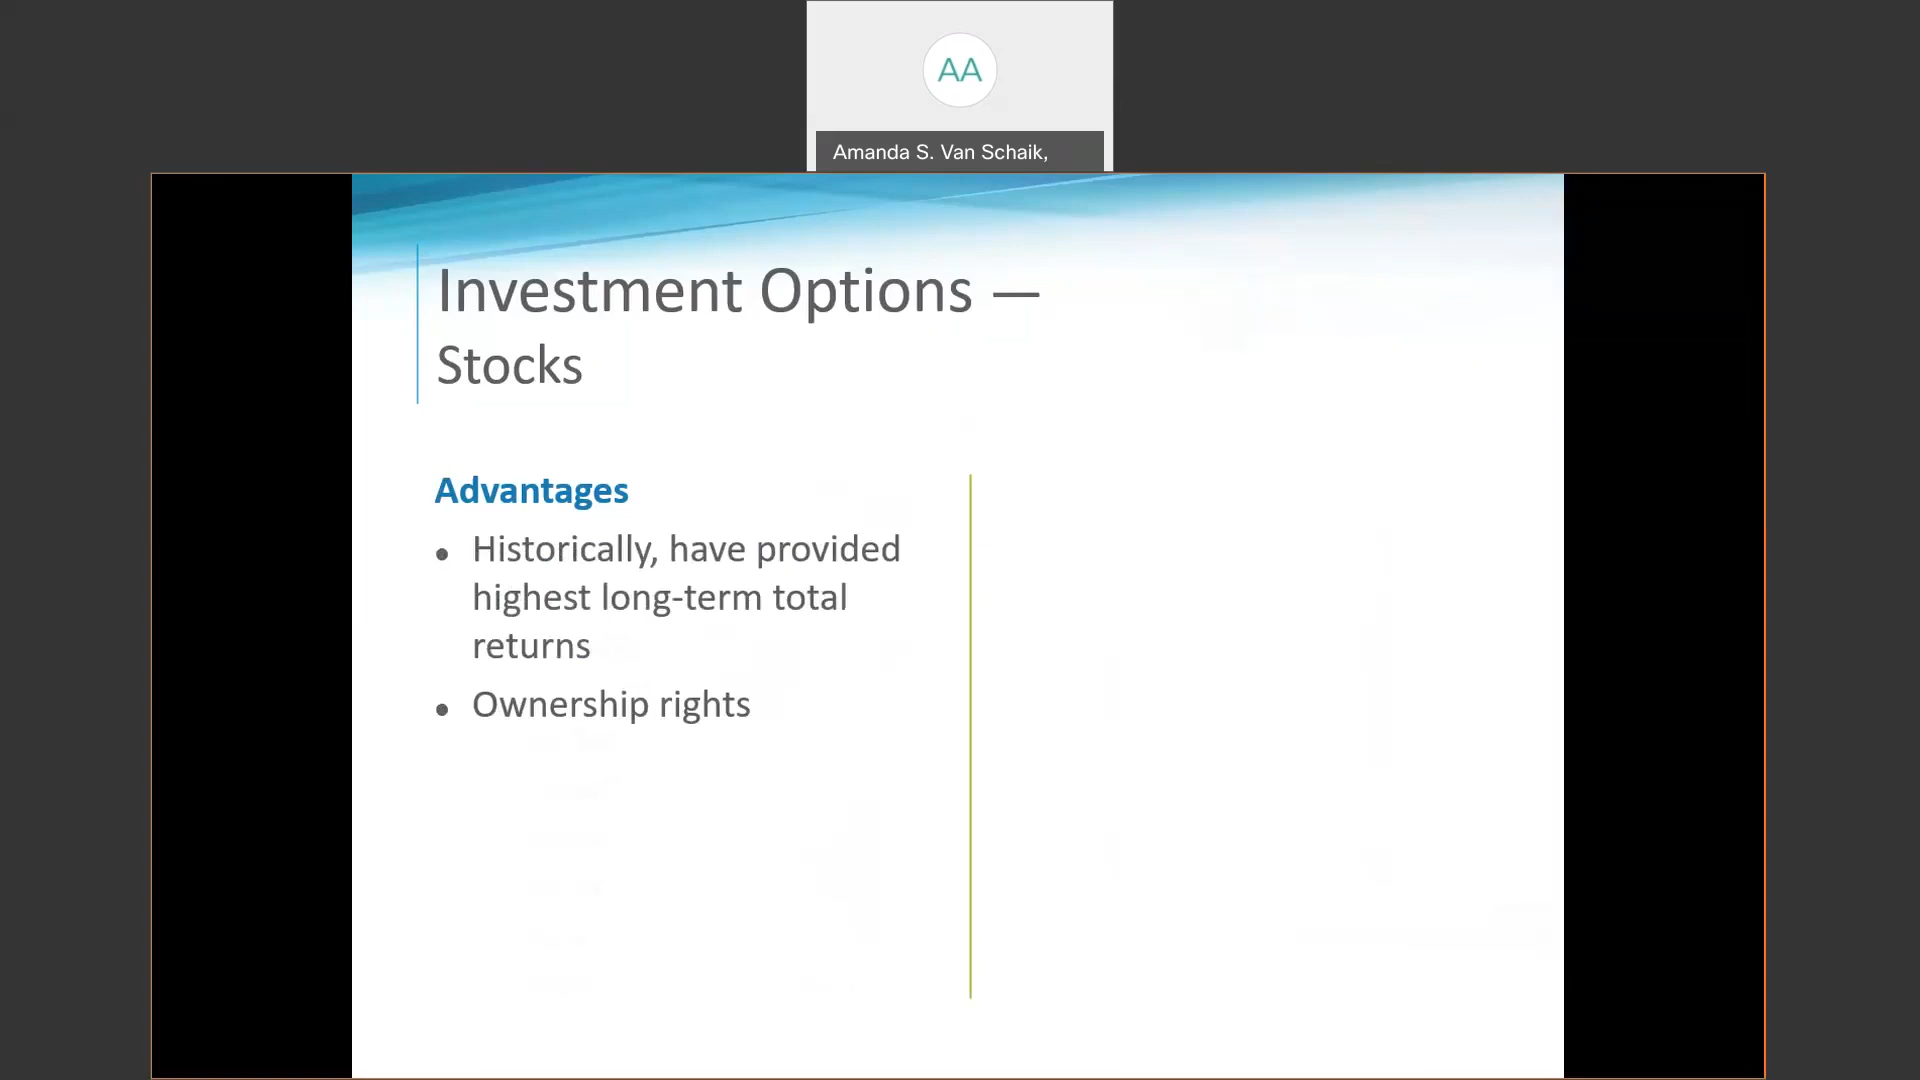 AA
Amanda S. Van Schaik,
Investment Options —
Stocks
Advantages
• Historically, have provided
highest long-term total
returns
• Ownership rights